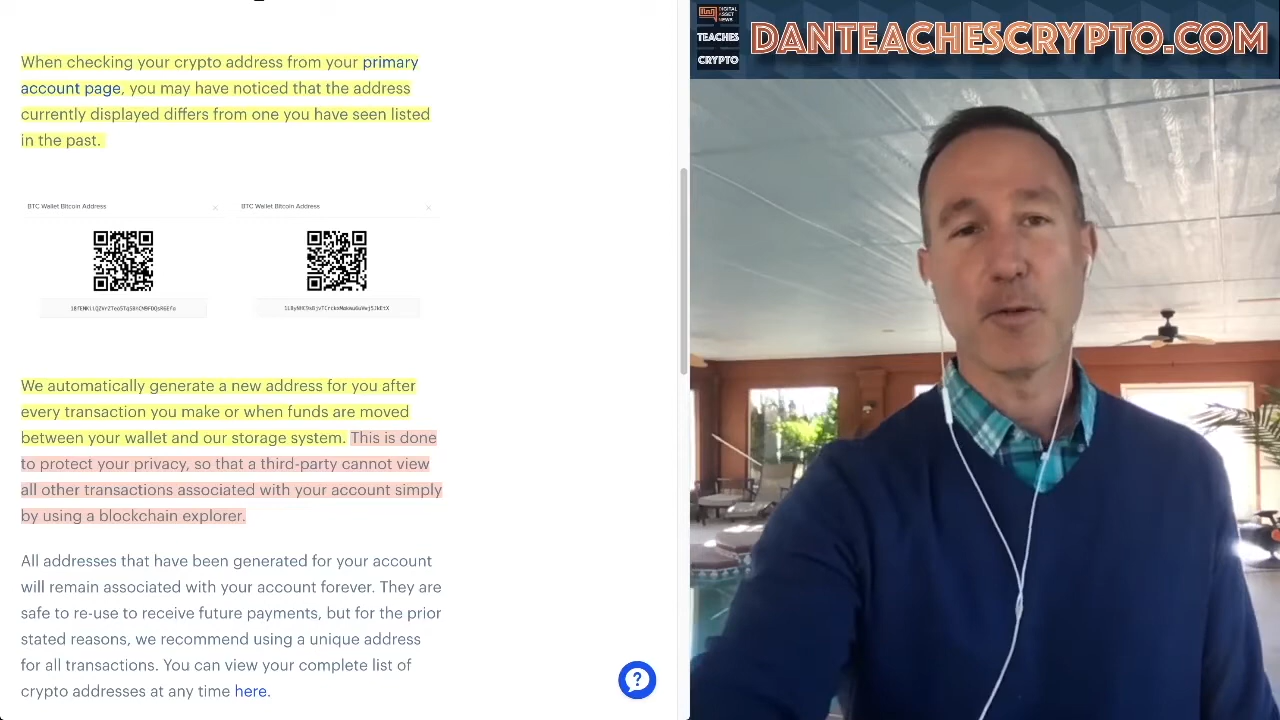 When checking your crypto address from your primary
account page, you may have noticed that the address
currently displayed differs from one you have seen listed
in the past.
BTC Wallet Bitcoin Address
BTC Wallet Bitcoin Address
We automatically generate a new address for you after
every transaction you make or when funds are moved
between your wallet and our storage system. This is done
to protect your privacy, so that a third-party cannot view
all other transactions associated with your account simply
by using a blockchain explorer.
All addresses that have been generated for your account
will remain associated with your account forever. They are
safe to re-use to receive future payments, but for the prior
stated reasons, we recommend using a unique address
for all transactions. You can view your complete list of
crypto addresses at any time here.
?
DIGITAL
ASSET
NEWS
TEACHES
CRYPTO
DANTEACHESCRYPTO.COM